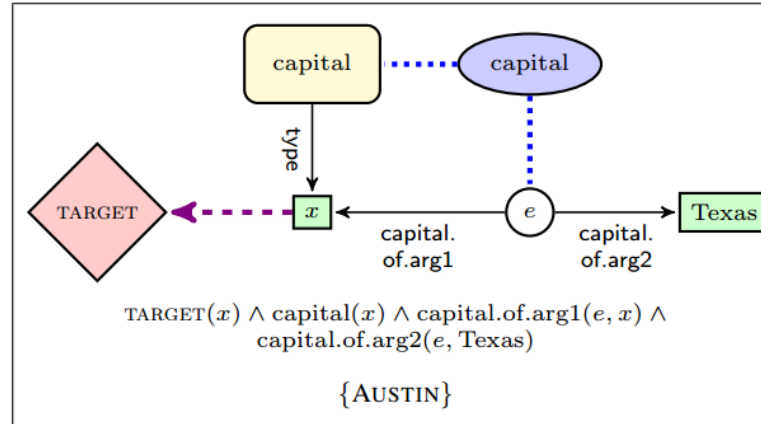 capital
capital
type
TARGET
x
e
Texas
capital.
of.arg1
capital.
of.arg2
TARGET(x) ∧ capital(x) ∧ capital.of.arg1(e, x) ∧
capital.of.arg2(e, Texas)
{AUSTIN}